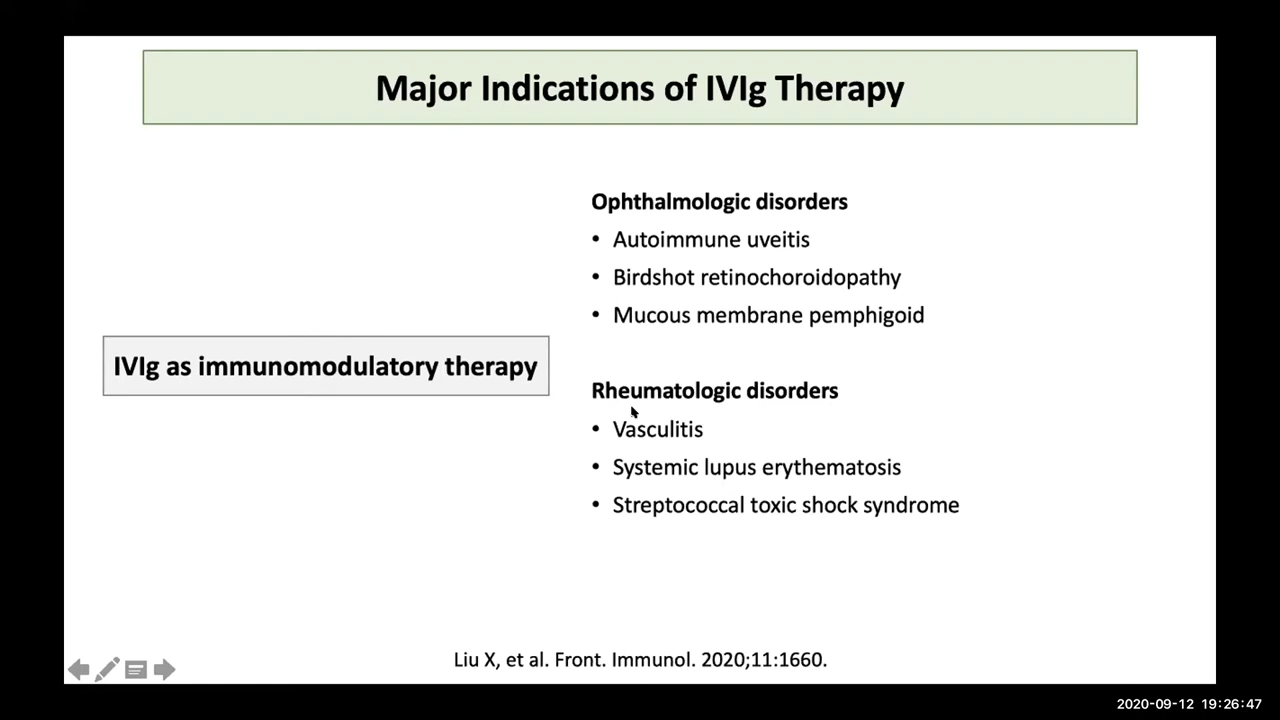 Major Indications of IVIg Therapy
IVIg as immunomodulatory therapy
Ophthalmologic disorders
• Autoimmune uveitis
• Birdshot retinochoroidopathy
• Mucous membrane pemphigoid
Rheumatologic disorders
• Vasculitis
• Systemic lupus erythematosis
• Streptococcal toxic shock syndrome
Liu X, et al. Front. Immunol. 2020;11:1660.
2020-09-12 19:26:47